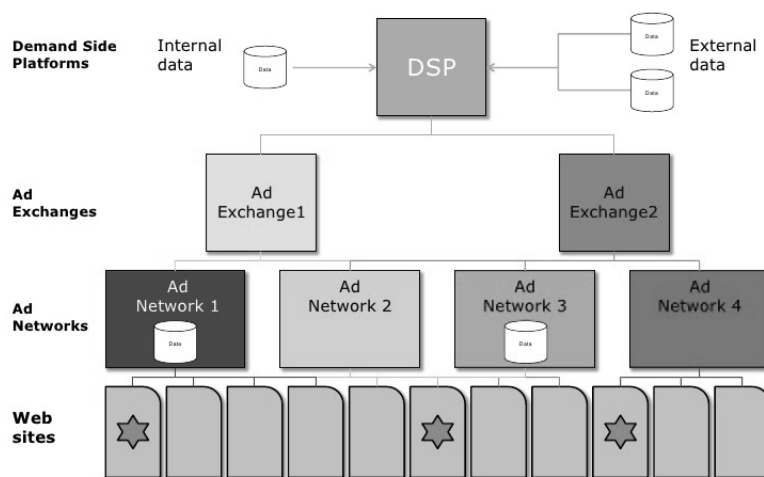 Demand Side
Platforms
Internal
data
Data
DSP
Data
Data
External
data
Ad
Exchanges
Ad
Exchange1
Ad
Exchange2
Ad
Networks
Ad
Network 1
Data
Ad
Network 2
Ad
Network 3
Data
Ad
Network 4
Web
sites